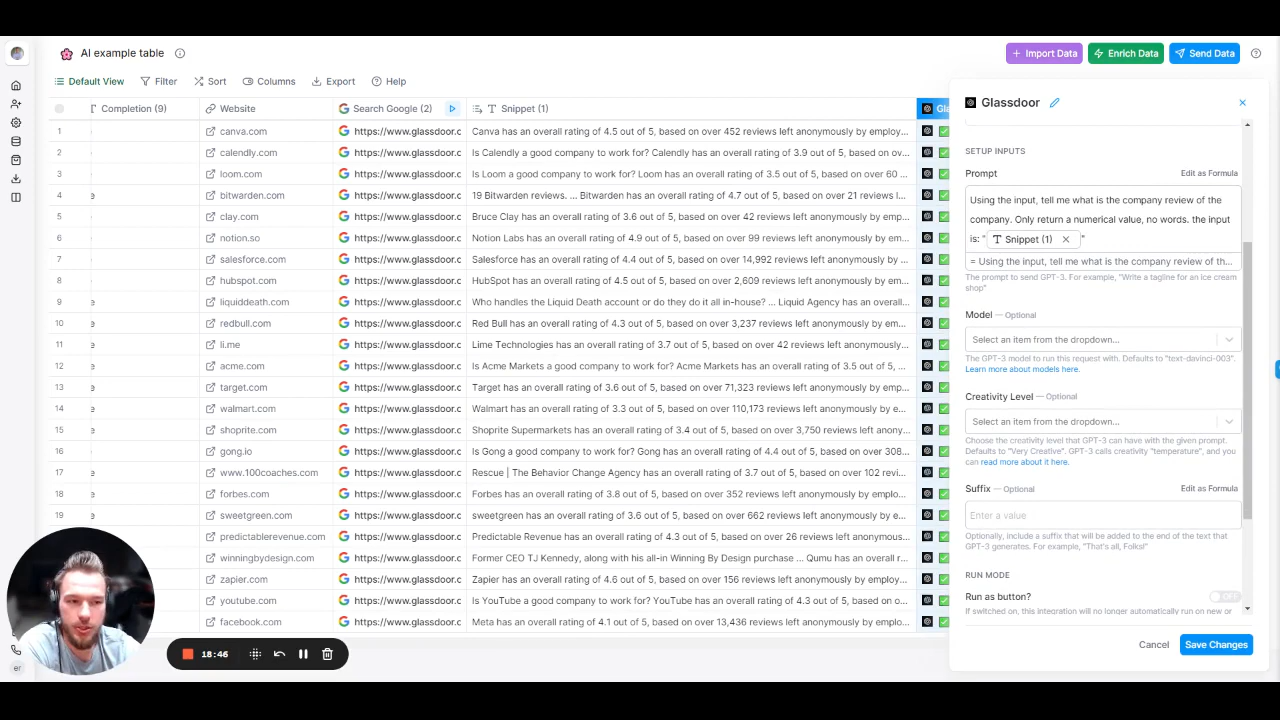 AI example table
Import Data
Enrich Data
Send Data
Default View
Filter
Sort
Columns
Export
Help
Completion (9) Website Search Google (2) Snippet (1)
1 canva.com https://www.glassdoor.c Canva has an overall rating of 4.5 out of 5, based on over 452 reviews left anonymously by employ...
2 calendly.com https://www.glassdoor.c Is Calendly a good company to work for? Calendly has an overall rating of 3.9 out of 5, based on ov...
3 loom.com https://www.glassdoor.c Is Loom a good company to work for? Loom has an overall rating of 3.5 out of 5, based on over 60 ...
4 bitwarden.com https://www.glassdoor.c 19 Bitwarden reviews. ... Bitwarden has an overall rating of 4.7 out of 5, based on over 21 reviews l...
5 clay.com https://www.glassdoor.c Bruce Clay has an overall rating of 3.6 out of 5, based on over 42 reviews left anonymously by emp...
6 notion.so https://www.glassdoor.c Notion Labs has an overall rating of 4.9 out of 5, based on over 99 reviews left anonymously by em...
7 salesforce.com https://www.glassdoor.c Salesforce has an overall rating of 4.4 out of 5, based on over 14,992 reviews left anonymously by ...
8 hubspot.com https://www.glassdoor.c HubSpot has an overall rating of 4.5 out of 5, based on over 2,609 reviews left anonymously by em...
9 liquiddeath.com https://www.glassdoor.c Who handles the Liquid Death account or do they do it all in-house? ... Liquid Agency has an overall...
10 redbull.com https://www.glassdoor.c Red Bull has an overall rating of 4.3 out of 5, based on over 3,237 reviews left anonymously by em...
11 li.me https://www.glassdoor.c Lime Technologies has an overall rating of 3.7 out of 5, based on over 42 reviews left anonymously...
12 acme.com https://www.glassdoor.c Is Acme Markets a good company to work for? Acme Markets has an overall rating of 3.5 out of 5, ...
13 target.com https://www.glassdoor.c Target has an overall rating of 3.6 out of 5, based on over 71,323 reviews left anonymously by emp...
14 walmart.com https://www.glassdoor.c Walmart has an overall rating of 3.3 out of 5, based on over 110,173 reviews left anonymously by e...
15 shoprite.com https://www.glassdoor.c Shoprite Supermarkets has an overall rating of 3.4 out of 5, based on over 3,750 reviews left anony...
16 gong.io https://www.glassdoor.c Is Gong a good company to work for? Gong has an overall rating of 4.4 out of 5, based on over 308...
17 www.100coaches.com https://www.glassdoor.c Rescue | The Behavior Change Agency has an overall rating of 3.7 out of 5, based on over 102 revi...
18 forbes.com https://www.glassdoor.c Forbes has an overall rating of 3.8 out of 5, based on over 352 reviews left anonymously by emplo...
19 sweetgreen.com https://www.glassdoor.c sweetgreen has an overall rating of 3.6 out of 5, based on over 662 reviews left anonymously by e...
predictablerevenue.com https://www.glassdoor.c Predictable Revenue has an overall rating of 4.3 out of 5, based on over 26 reviews left anonymous...
winningbydesign.com https://www.glassdoor.c Former CEO TJ Kennedy, along with his all-in Winning By Design purchase ... Qumu has an overall r...
zapier.com https://www.glassdoor.c Zapier has an overall rating of 4.6 out of 5, based on over 156 reviews left anonymously by employ...
youtube.com https://www.glassdoor.c Is YouTube a good company to work for? YouTube has an overall rating of 4.3 out of 5, based on o...
facebook.com https://www.glassdoor.c Meta has an overall rating of 4.1 out of 5, based on over 13,436 reviews left anonymously by emplo...
18:46
er
Glassdoor
SETUP INPUTS
Prompt Edit as Formula
Using the input, tell me what is the company review of the
company. Only return a numerical value, no words. the input
is: " Snippet (1) "
= Using the input, tell me what is the company review of th...
The prompt to send GPT-3. For example, "Write a tagline for an ice cream
shop"
Model — Optional
Select an item from the dropdown...
The GPT-3 model to run this request with. Defaults to "text-davinci-003".
Learn more about models here.
Creativity Level — Optional
Select an item from the dropdown...
Choose the creativity level that GPT-3 can have with the given prompt.
Defaults to "Very Creative". GPT-3 calls creativity "temperature", and you
can read more about it here.
Suffix — Optional Edit as Formula
Enter a value
Optionally, include a suffix that will be added to the end of the text that
GPT-3 generates. For example, "That's all, Folks!"
RUN MODE
Run as button? OFF
If switched on, this integration will no longer automatically run on new or
Cancel
Save Changes